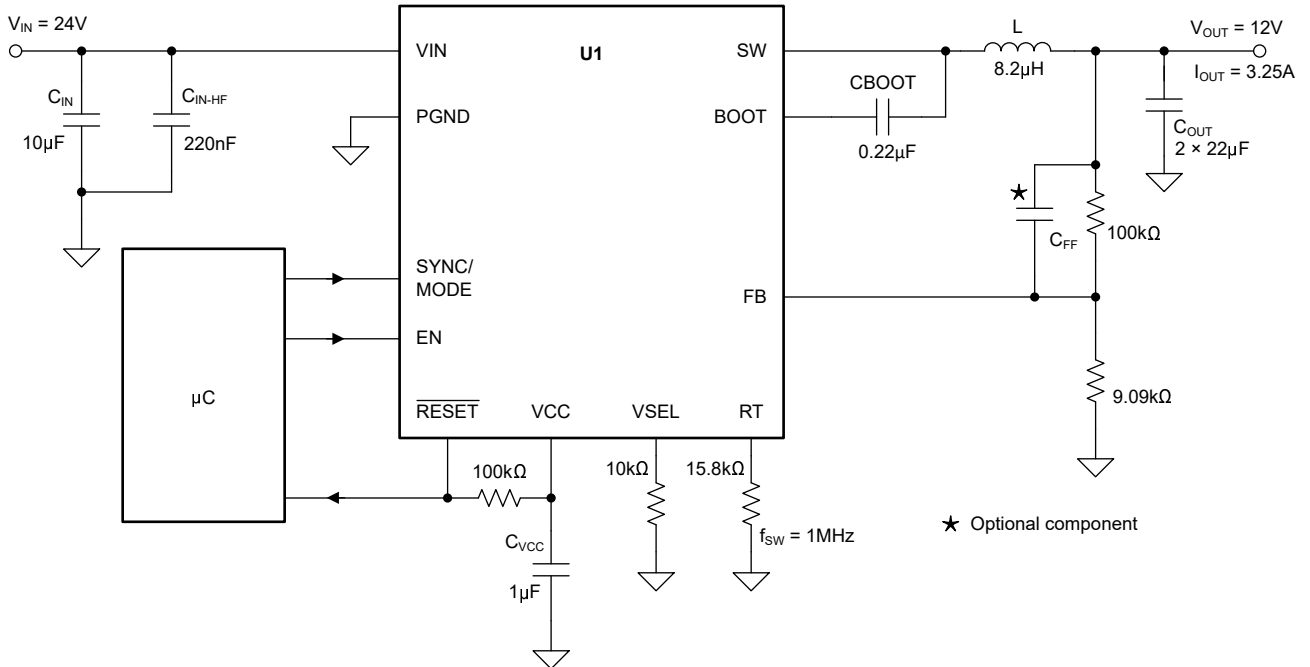 V_IN = 24V
U1
L
V_OUT = 12V
VIN
SW
8.2µH
I_OUT = 3.25A
C_IN
C_IN-HF
CBOOT
PGND
BOOT
C_OUT
10µF
220nF
0.22µF
2 × 22µF
★
C_FF
100kΩ
SYNC/
MODE
FB
EN
µC
9.09kΩ
RESET
VCC
VSEL
RT
100kΩ
10kΩ
15.8kΩ
★ Optional component
f_SW = 1MHz
C_VCC
1µF